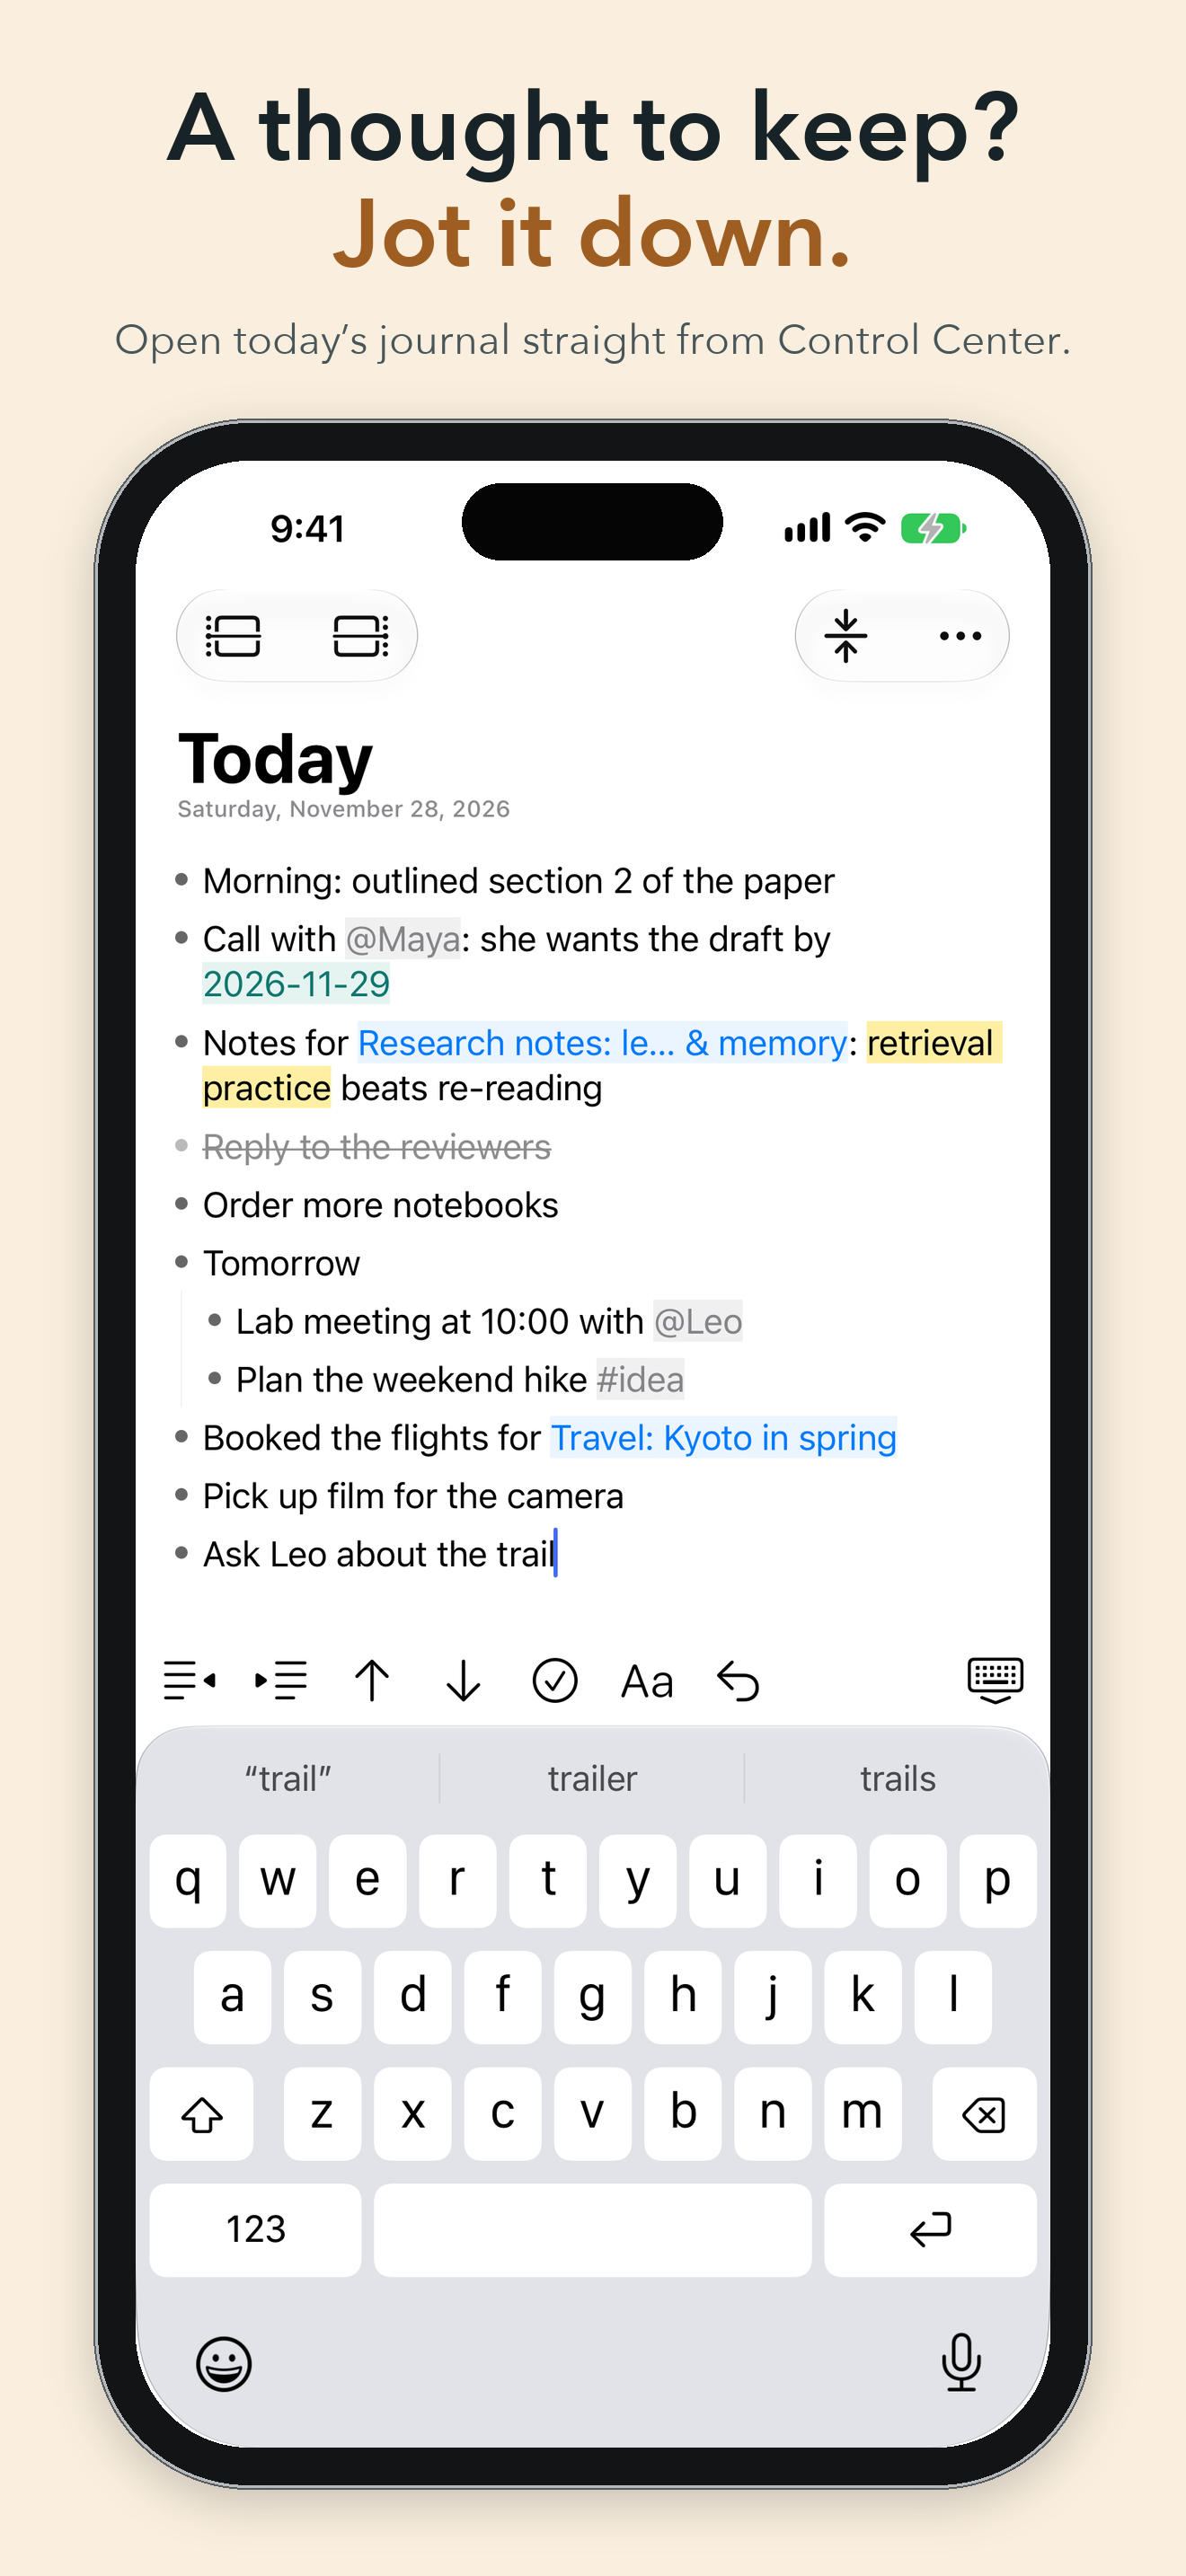 A thought to keep?
Jot it down.
Open today’s journal straight from Control Center.
9:41
Today
Saturday, November 28, 2026
Morning: outlined section 2 of the paper
Call with @Maya: she wants the draft by
2026-11-29
Notes for Research notes: le... & memory: retrieval
practice beats re-reading
Reply to the reviewers
Order more notebooks
Tomorrow
Lab meeting at 10:00 with @Leo
Plan the weekend hike #idea
Booked the flights for Travel: Kyoto in spring
Pick up film for the camera
Ask Leo about the trail
Aa
“trail” trailer trails
q w e r t y u i o p
a s d f g h j k l
z x c v b n m
123